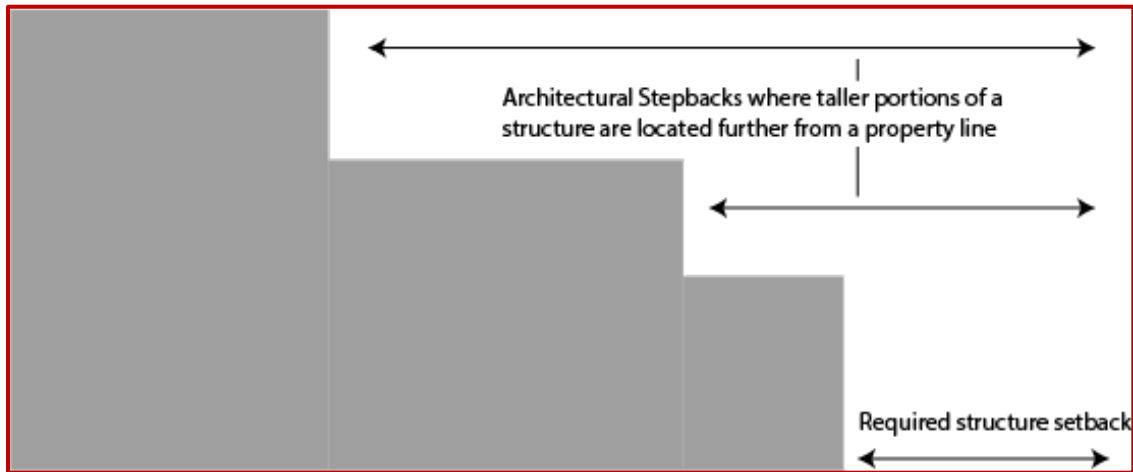 Architectural Stepbacks where taller portions of a
structure are located further from a property line
Required structure setback